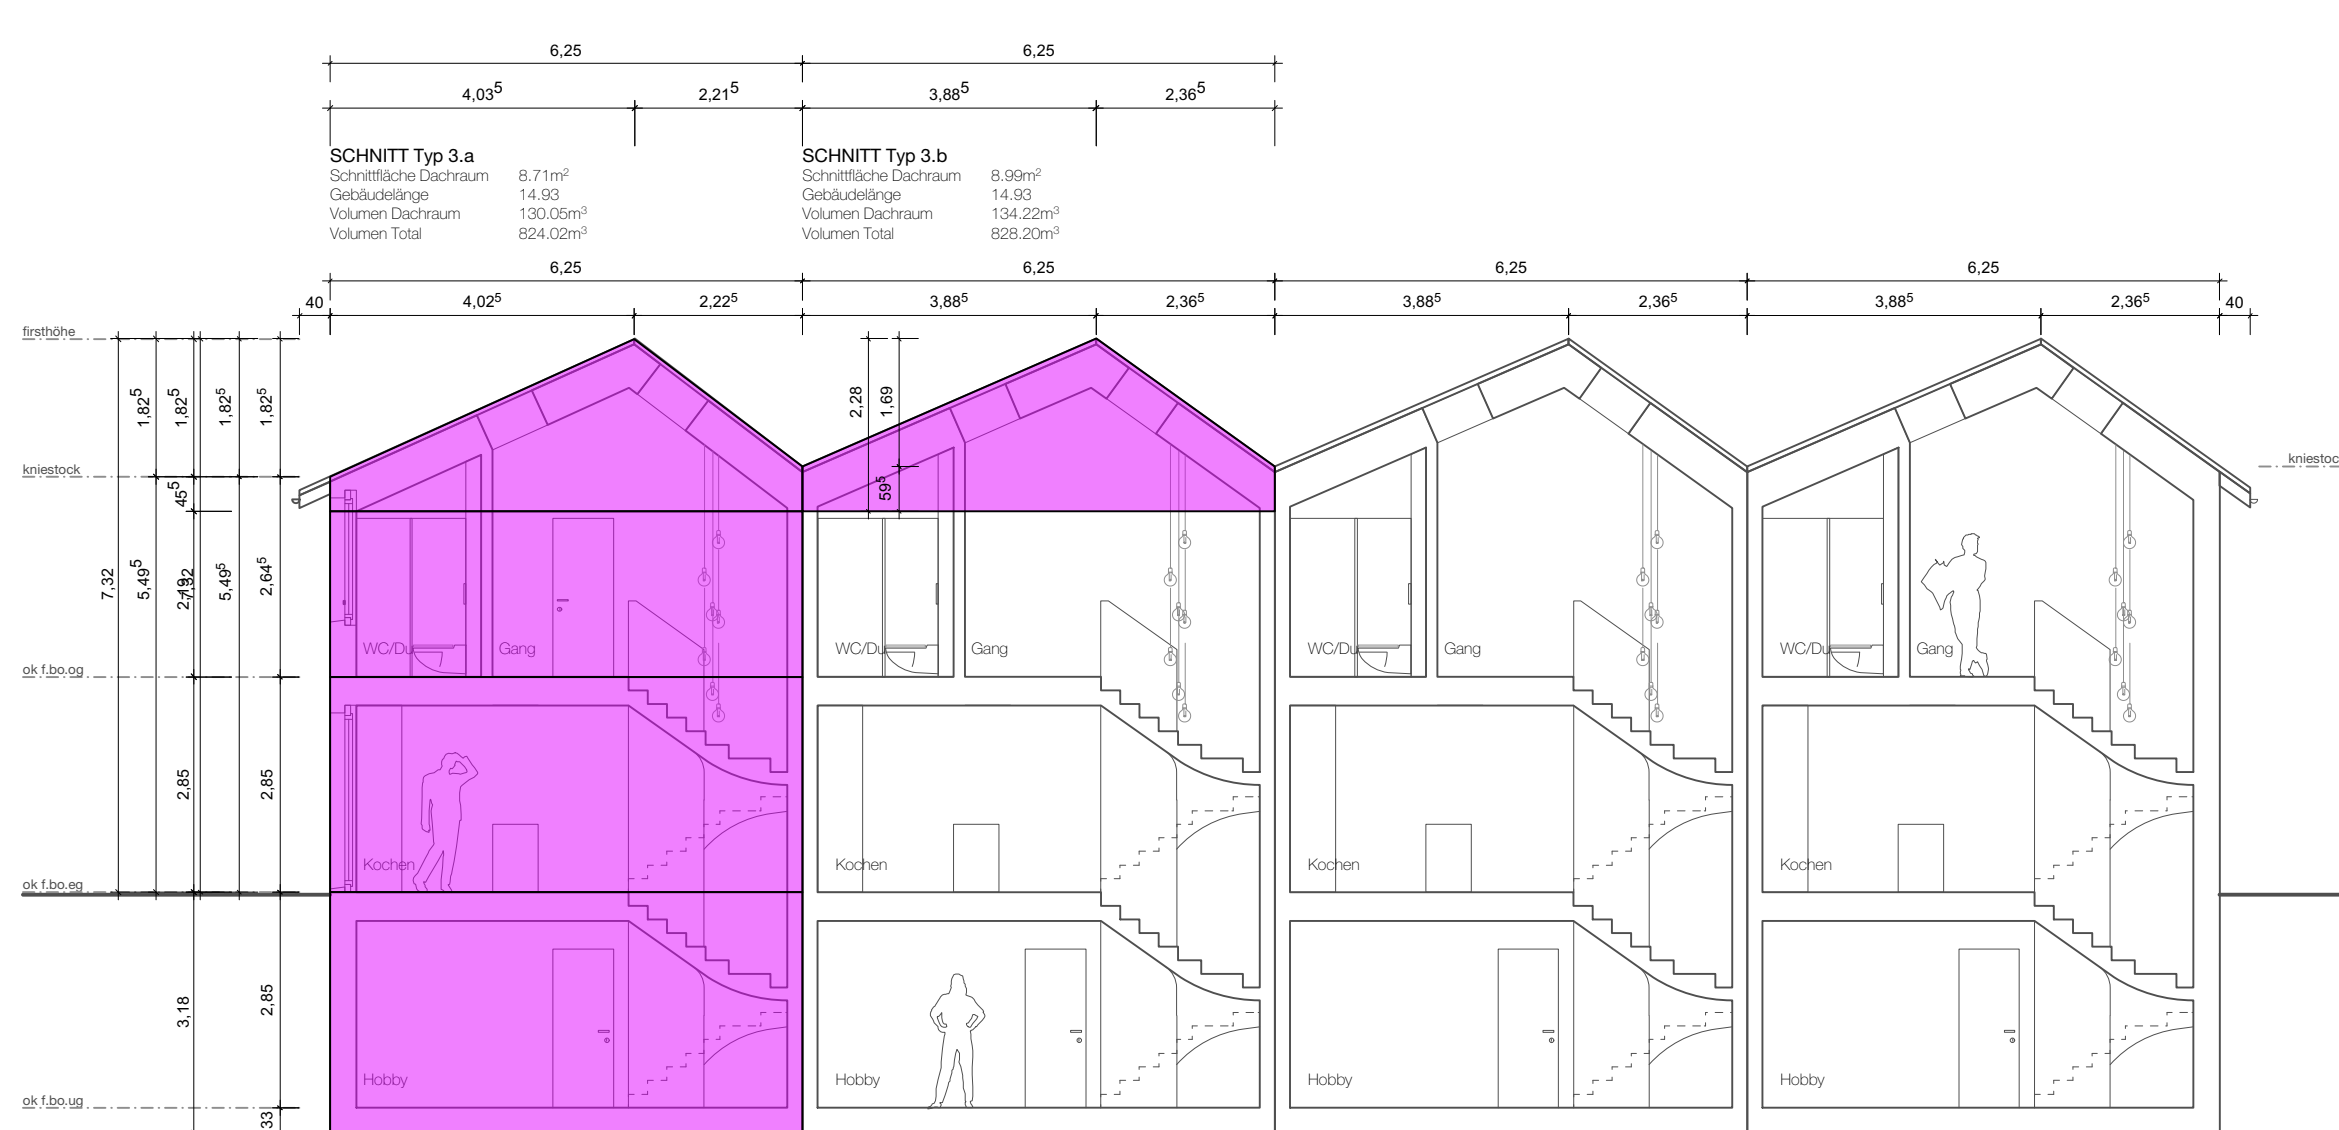 6,25 6,25
4,03⁵ 2,21⁵ 3,88⁵ 2,36⁵
SCHNITT Typ 3.a
Schnittfläche Dachraum 8.71m²
Gebäudelänge 14.93
Volumen Dachraum 130.05m³
Volumen Total 824.02m³
SCHNITT Typ 3.b
Schnittfläche Dachraum 8.99m²
Gebäudelänge 14.93
Volumen Dachraum 134.22m³
Volumen Total 828.20m³
6,25 6,25 6,25 6,25
40 4,02⁵ 2,22⁵ 3,88⁵ 2,36⁵ 3,88⁵ 2,36⁵ 3,88⁵ 2,36⁵ 40
firsthöhe
1,82⁵ 1,82⁵ 1,82⁵ 1,82⁵ 2,28 1,69
kniestock
kniestoc
45⁵
59⁵
7,32 5,49⁵ 2,19 7,32 5,49⁵ 2,64⁵
WC/Du Gang WC/Du Gang WC/Du Gang WC/Du Gang
ok f.bo.og
2,85 2,85
Kochen Kochen Kochen Kochen
ok f.bo.eg
3,18 2,85
Hobby Hobby Hobby Hobby
ok f.bo.ug
33